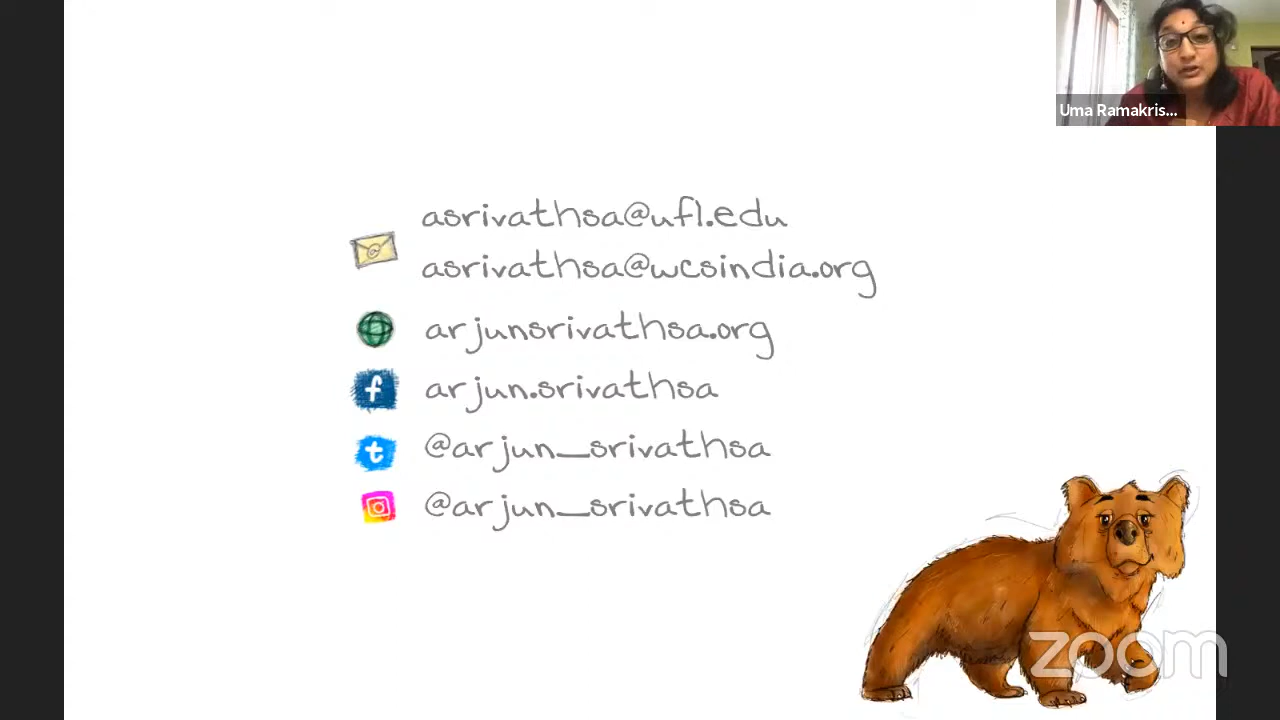 Uma Ramakris...
asrivathsa@ufl.edu
asrivathsa@wcsindia.org
arjunsrivathsa.org
arjun.srivathsa
@arjun_srivathsa
@arjun_srivathsa
zoom